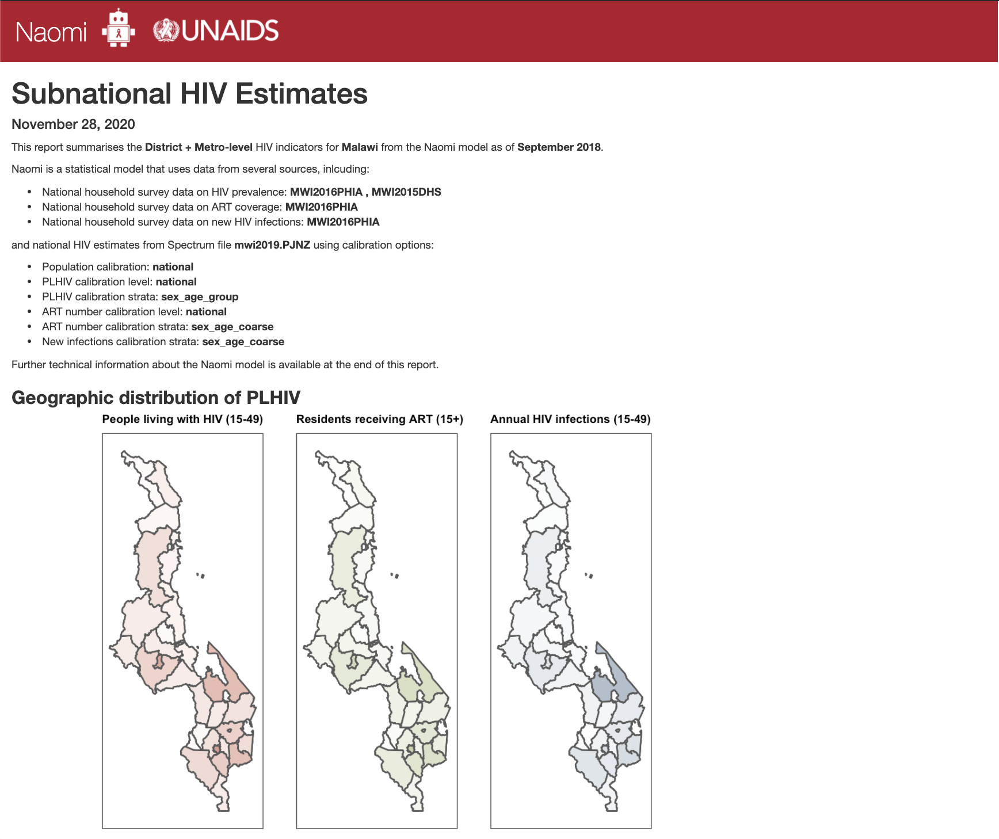 Naomi UNAIDS
Subnational HIV Estimates
November 28, 2020
This report summarises the District + Metro-level HIV indicators for Malawi from the Naomi model as of September 2018.
Naomi is a statistical model that uses data from several sources, inlcuding:
• National household survey data on HIV prevalence: MWI2016PHIA , MWI2015DHS
• National household survey data on ART coverage: MWI2016PHIA
• National household survey data on new HIV infections: MWI2016PHIA
and national HIV estimates from Spectrum file mwi2019.PJNZ using calibration options:
• Population calibration: national
• PLHIV calibration level: national
• PLHIV calibration strata: sex_age_group
• ART number calibration level: national
• ART number calibration strata: sex_age_coarse
• New infections calibration strata: sex_age_coarse
Further technical information about the Naomi model is available at the end of this report.
Geographic distribution of PLHIV
People living with HIV (15-49) Residents receiving ART (15+) Annual HIV infections (15-49)